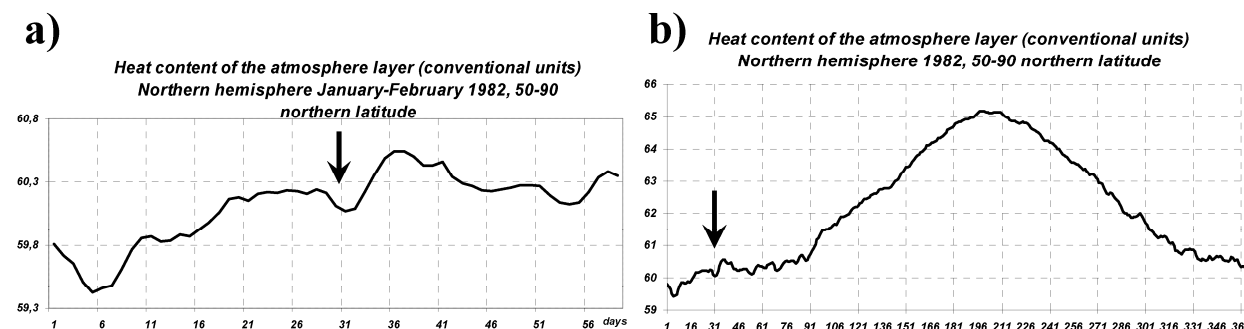 a)
Heat content of the atmosphere layer (conventional units)
Northern hemisphere January-February 1982, 50-90
northern latitude
60,8
60,3
59,8
59,3
1 6 11 16 21 26 31 36 41 46 51 56 days
b)
Heat content of the atmosphere layer (conventional units)
Northern hemisphere 1982, 50-90 northern latitude
66
65
64
63
62
61
60
59
1 16 31 46 61 76 91 106 121 136 151 166 181 196 211 226 241 256 271 286 301 316 331 346 361